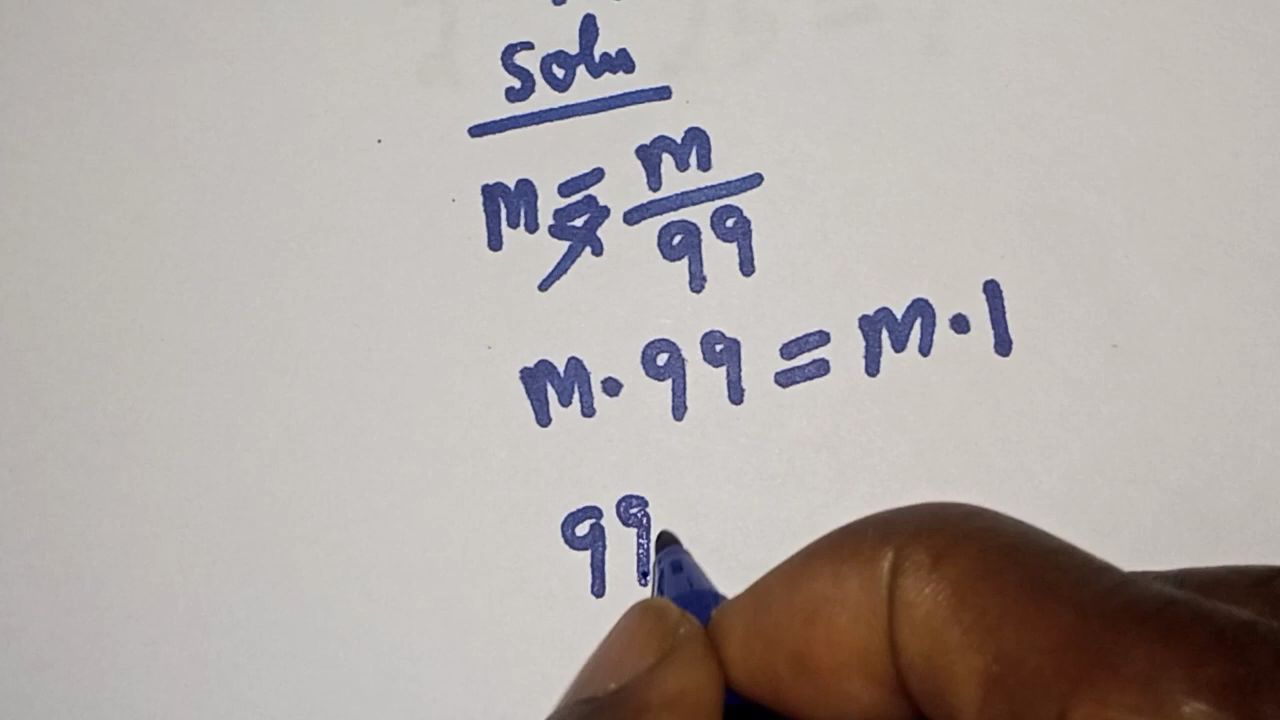 Soln
m = m/99
m·99 = m·1
99